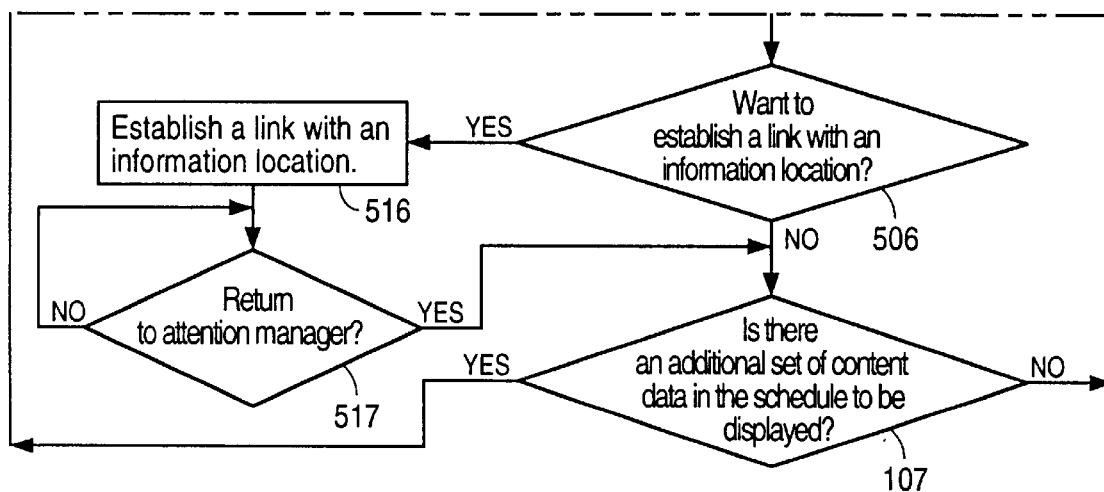 Want to
establish a link with an
information location?
YES
Establish a link with an
information location.
516
506
NO
Return
to attention manager?
NO
YES
517
Is there
an additional set of content
data in the schedule to be
displayed?
YES
NO
107